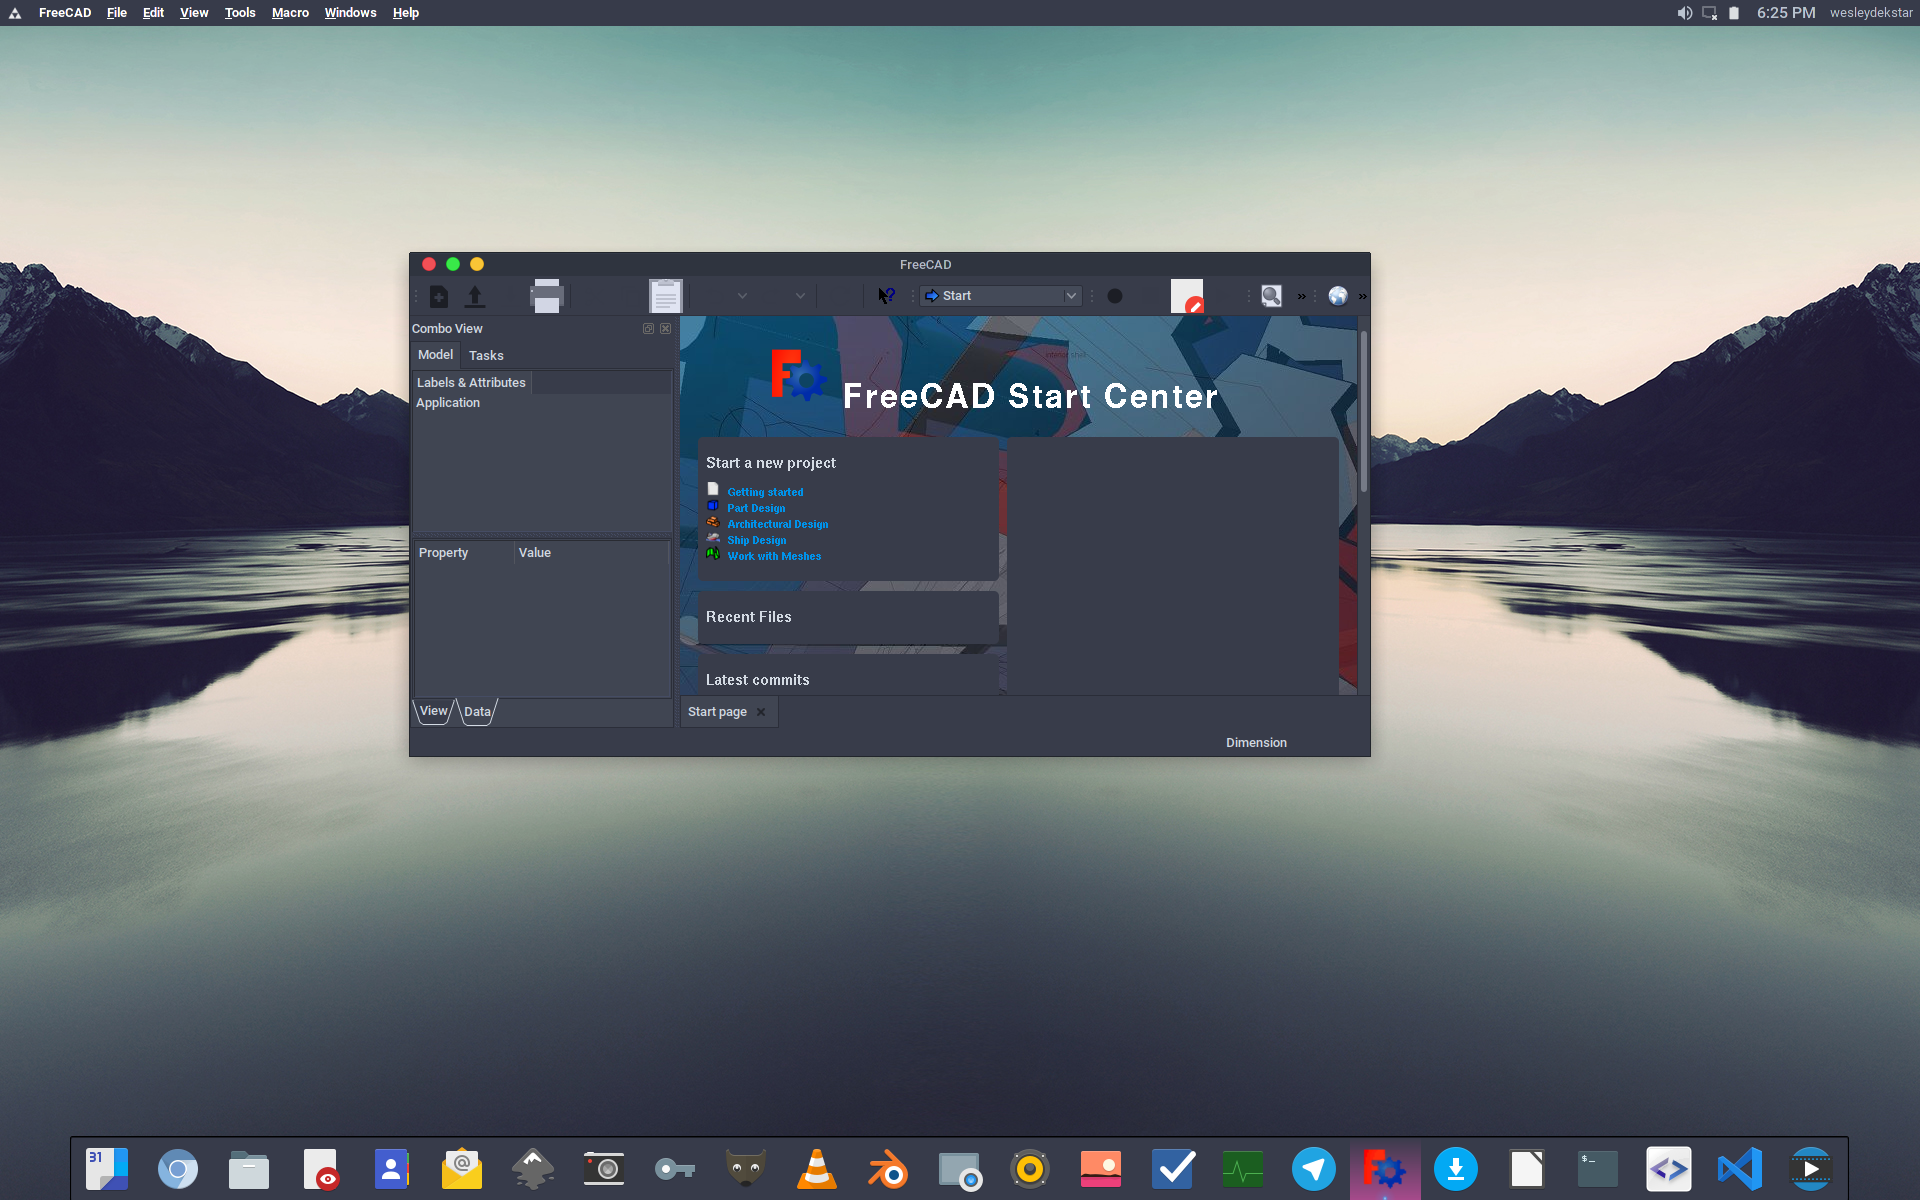 FreeCAD File Edit View Tools Macro Windows Help
6:25 PM wesleydekstar
FreeCAD
Start
Combo View
Model Tasks
Labels & Attributes
Application
Property Value
View Data
interior shell
FreeCAD Start Center
Start a new project
Getting started
Part Design
Architectural Design
Ship Design
Work with Meshes
Recent Files
Latest commits
Start page
Dimension
31
$_